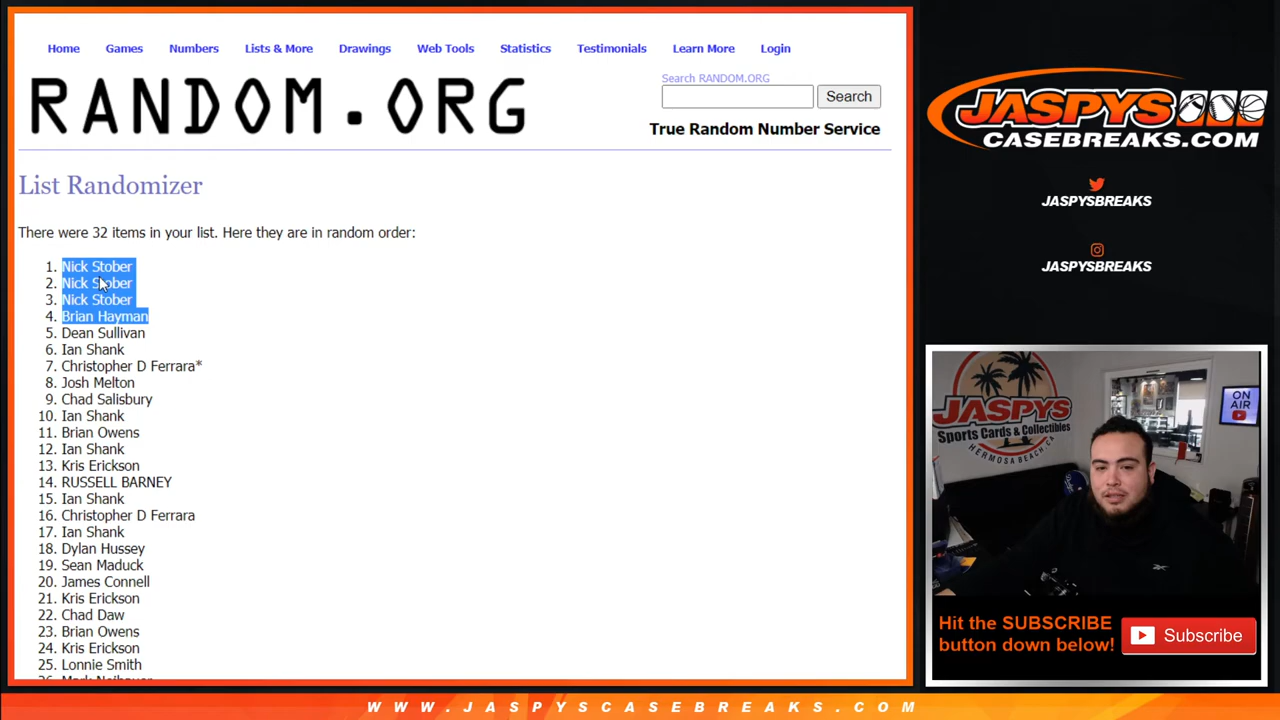 Home Games Numbers Lists & More Drawings Web Tools Statistics Testimonials Learn More Login
RANDOM.ORG
Search RANDOM.ORG
Search
True Random Number Service
List Randomizer
There were 32 items in your list. Here they are in random order:
1. Nick Stober
2. Nick Stober
3. Nick Stober
4. Brian Hayman
5. Dean Sullivan
6. Ian Shank
7. Christopher D Ferrara*
8. Josh Melton
9. Chad Salisbury
10. Ian Shank
11. Brian Owens
12. Ian Shank
13. Kris Erickson
14. RUSSELL BARNEY
15. Ian Shank
16. Christopher D Ferrara
17. Ian Shank
18. Dylan Hussey
19. Sean Maduck
20. James Connell
21. Kris Erickson
22. Chad Daw
23. Brian Owens
24. Kris Erickson
25. Lonnie Smith
JASPYS
CASEBREAKS.COM
JASPYSBREAKS
JASPYSBREAKS
JASPYS
Sports Cards & Collectibles
HERMOSA BEACH, CA
ON
AIR
Hit the SUBSCRIBE
button down below!
Subscribe
WWW.JASPYSCASEBREAKS.COM